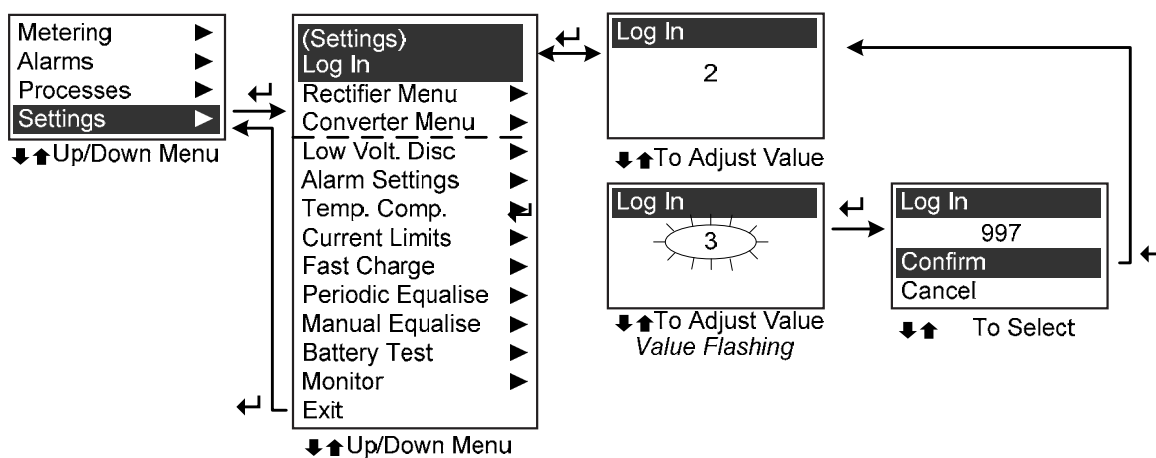 Metering
Alarms
Processes
Settings
Up/Down Menu
(Settings)
Log In
Rectifier Menu
Converter Menu
Low Volt. Disc
Alarm Settings
Temp. Comp.
Current Limits
Fast Charge
Periodic Equalise
Manual Equalise
Battery Test
Monitor
Exit
Up/Down Menu
Log In
2
To Adjust Value
Log In
3
To Adjust Value
Value Flashing
Log In
997
Confirm
Cancel
To Select